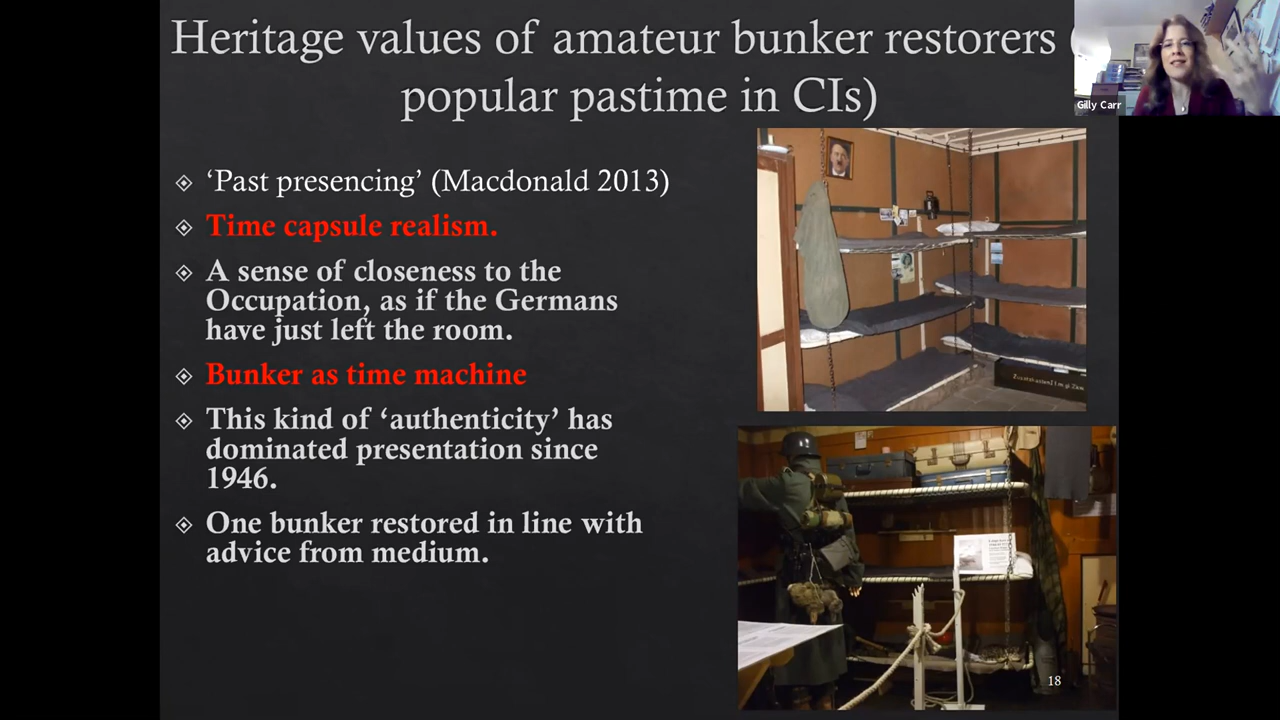 Heritage values of amateur bunker restorers (
popular pastime in CIs)
Gilly Carr
‘Past presencing’ (Macdonald 2013)
Time capsule realism.
A sense of closeness to the
Occupation, as if the Germans
have just left the room.
Bunker as time machine
This kind of ‘authenticity’ has
dominated presentation since
1946.
One bunker restored in line with
advice from medium.
18